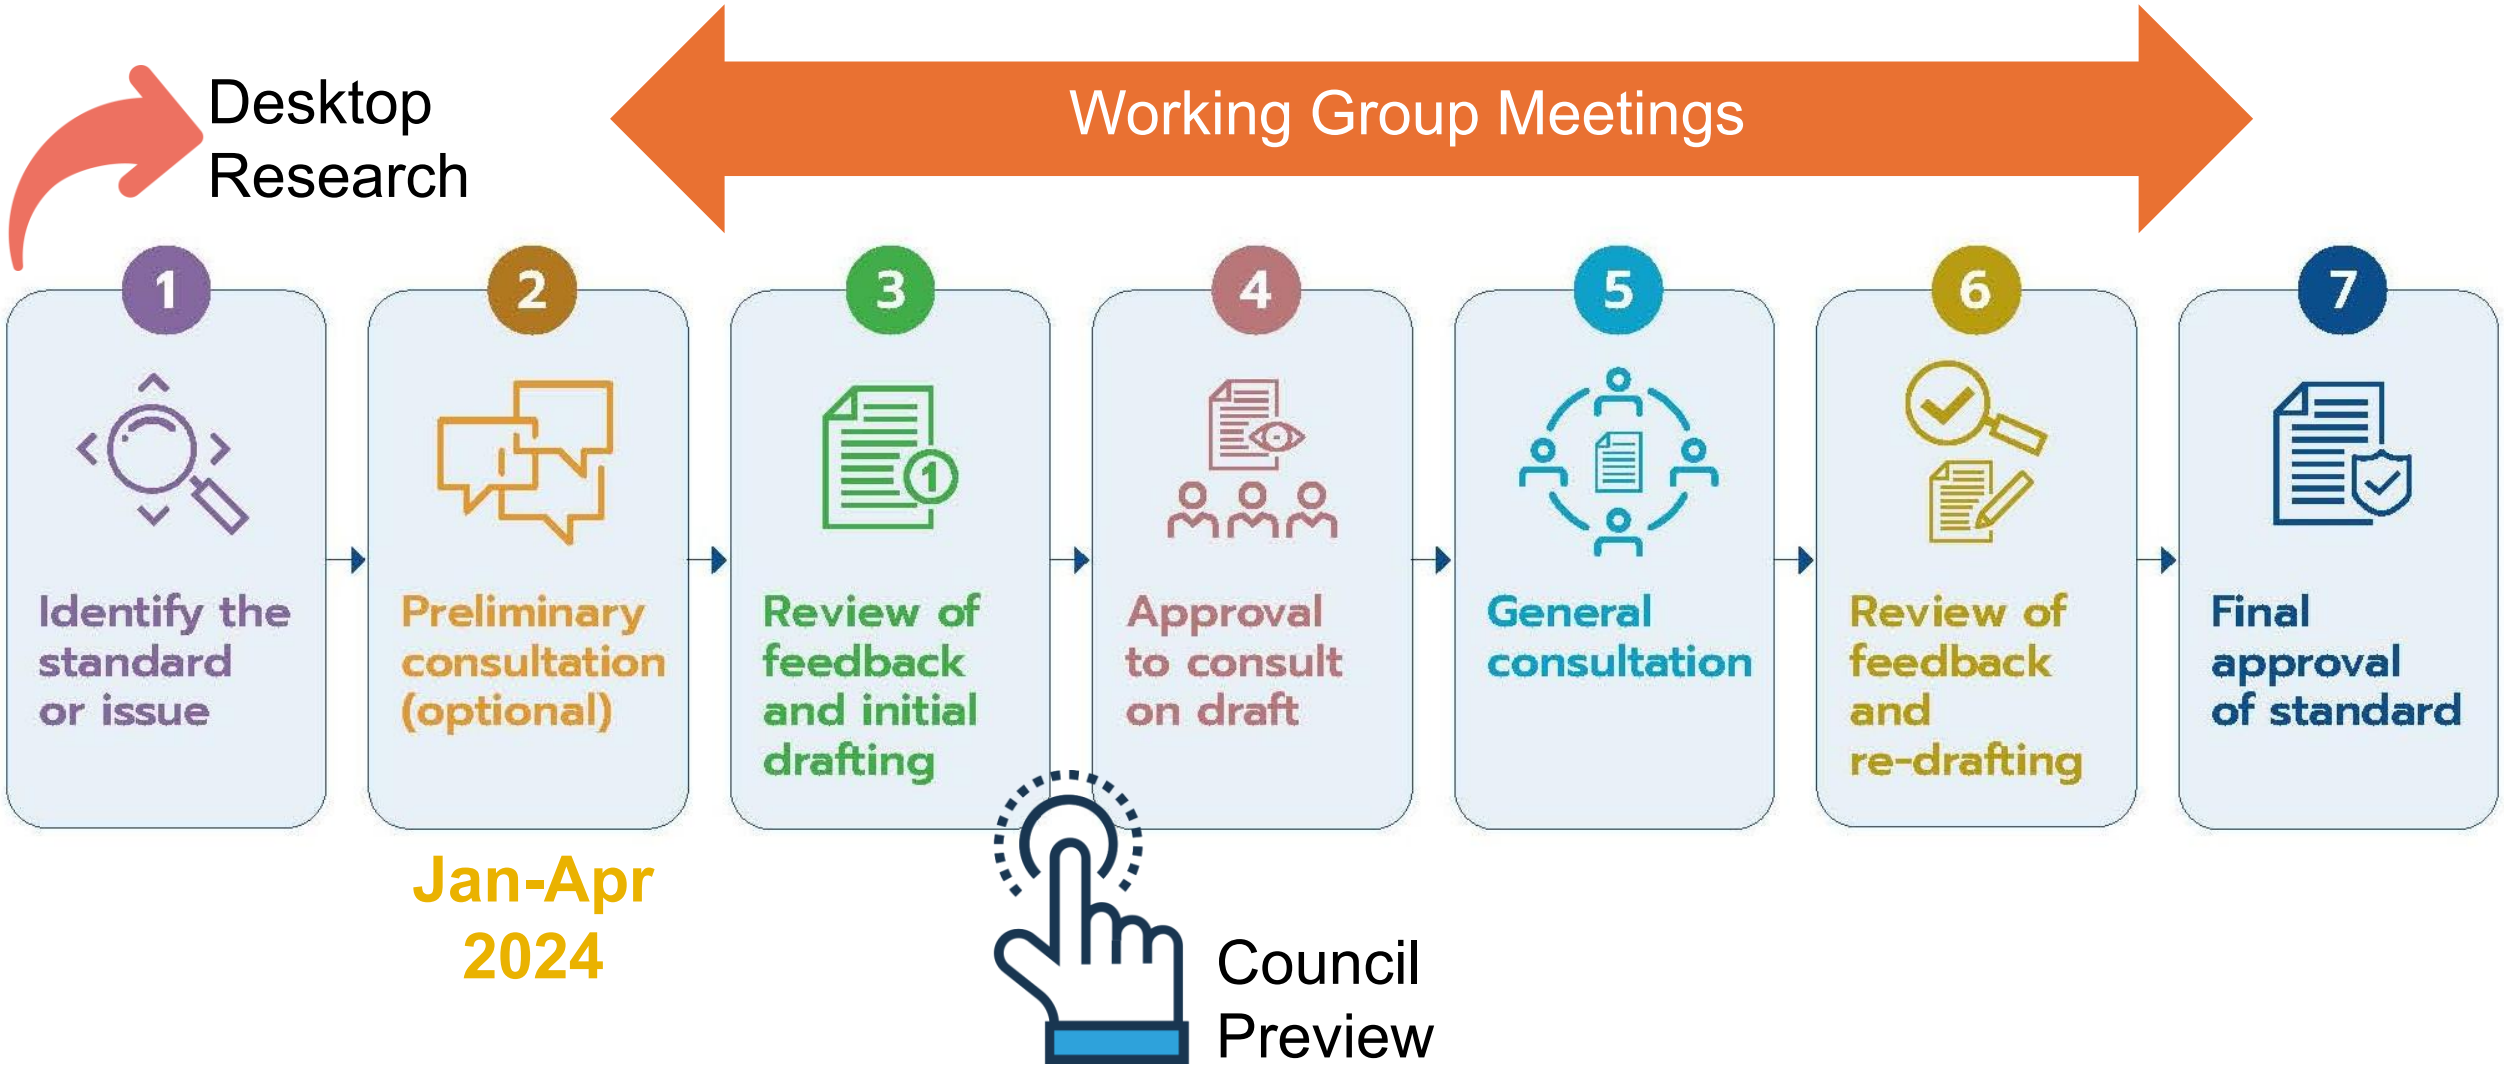 Desktop
Research
Working Group Meetings
1
Identify the
standard
or issue
2
Preliminary
consultation
(optional)
Jan-Apr
2024
3
1
Review of
feedback
and initial
drafting
4
Approval
to consult
on draft
Council
Preview
5
General
consultation
6
Review of
feedback
and
re-drafting
7
Final
approval
of standard